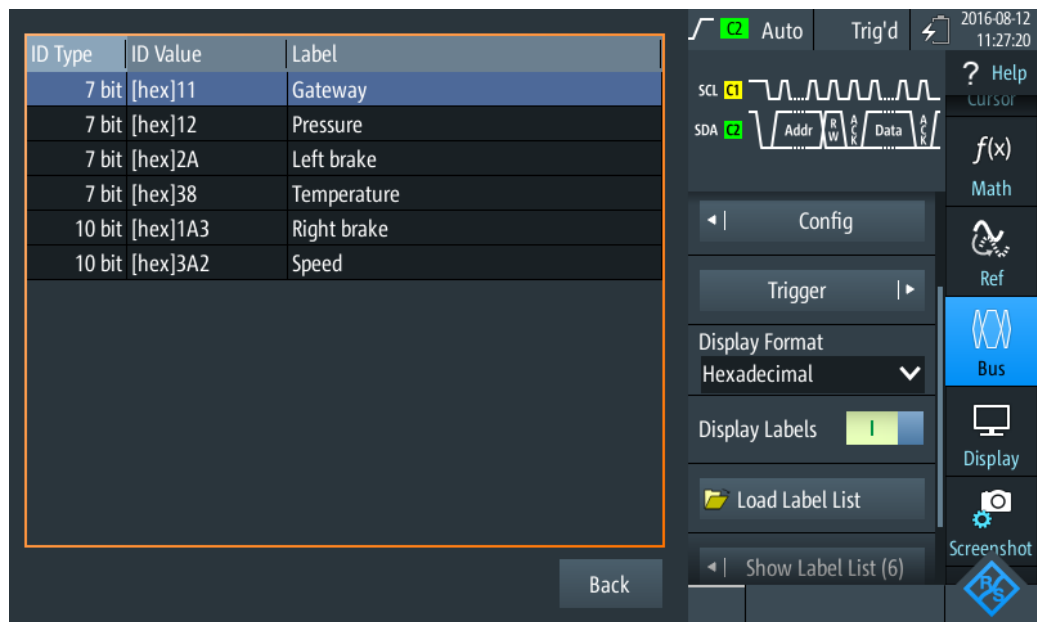 ID Type ID Value Label
7 bit [hex]11 Gateway
7 bit [hex]12 Pressure
7 bit [hex]2A Left brake
7 bit [hex]38 Temperature
10 bit [hex]1A3 Right brake
10 bit [hex]3A2 Speed
Back
C2 Auto Trig'd
2016-08-12
11:27:20
SCL C1
SDA C2 Addr RW ACK Data ACK
Config
Trigger
Display Format
Hexadecimal
Display Labels I
Load Label List
Show Label List (6)
? Help
Cursor
f(x)
Math
Ref
Bus
Display
Screenshot
R&S